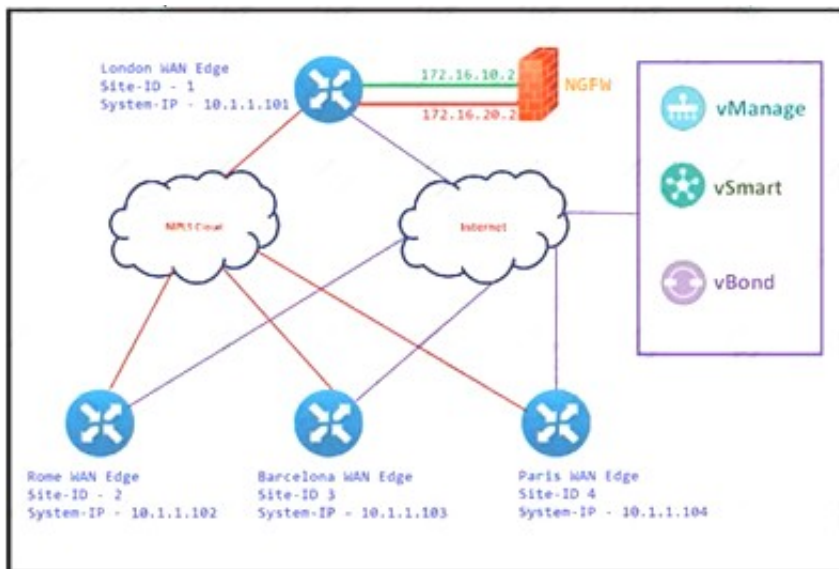 London WAN Edge
Site-ID - 1
System-IP - 10.1.1.101
172.16.10.2
NGFW
172.16.20.2
vManage
vSmart
vBond
MPLS Cloud
Internet
Rome WAN Edge
Site-ID - 2
System-IP - 10.1.1.102
Barcelona WAN Edge
Site-ID 3
System-IP - 10.1.1.103
Paris WAN Edge
Site-ID 4
System-IP - 10.1.1.104